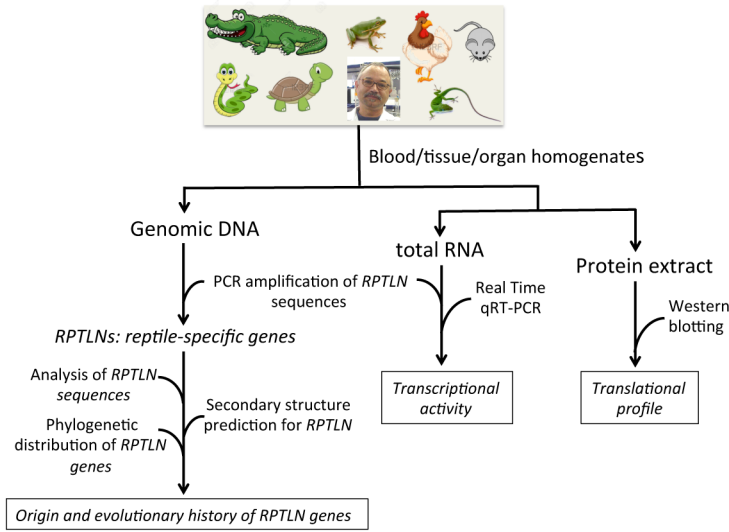 Blood/tissue/organ homogenates
Genomic DNA
total RNA
Protein extract
PCR amplification of RPTLN
sequences
Real Time
qRT-PCR
Western
blotting
RPTLNs: reptile-specific genes
Analysis of RPTLN
sequences
Secondary structure
prediction for RPTLN
Phylogenetic
distribution of RPTLN
genes
Transcriptional
activity
Translational
profile
Origin and evolutionary history of RPTLN genes